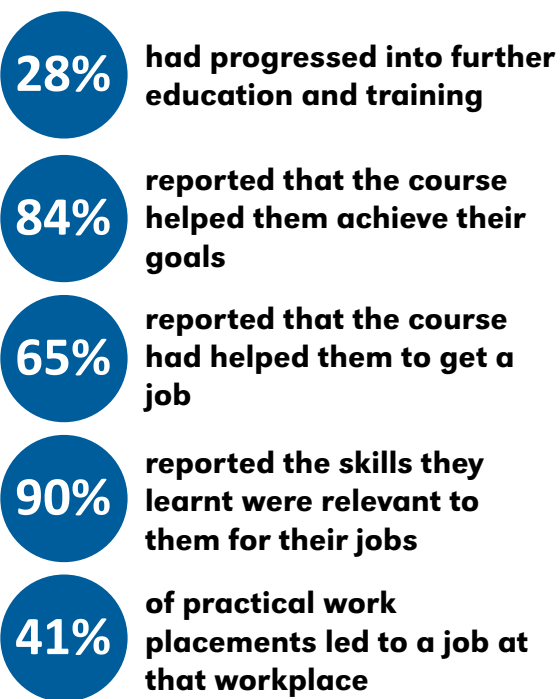 28%
had progressed into further
education and training
84%
reported that the course
helped them achieve their
goals
65%
reported that the course
had helped them to get a
job
90%
reported the skills they
learnt were relevant to
them for their jobs
41%
of practical work
placements led to a job at
that workplace